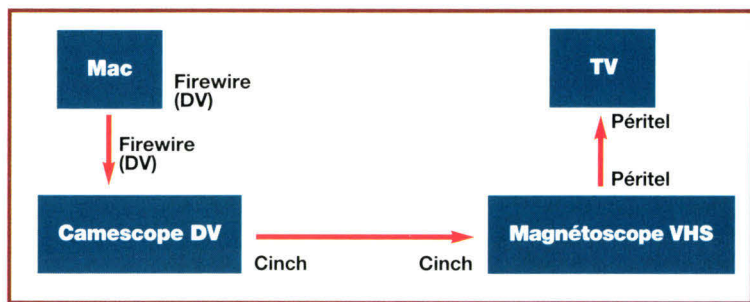 Mac
Firewire
(DV)
Firewire
(DV)
Camescope DV
Cinch
Cinch
Magnétoscope VHS
Péritel
Péritel
TV